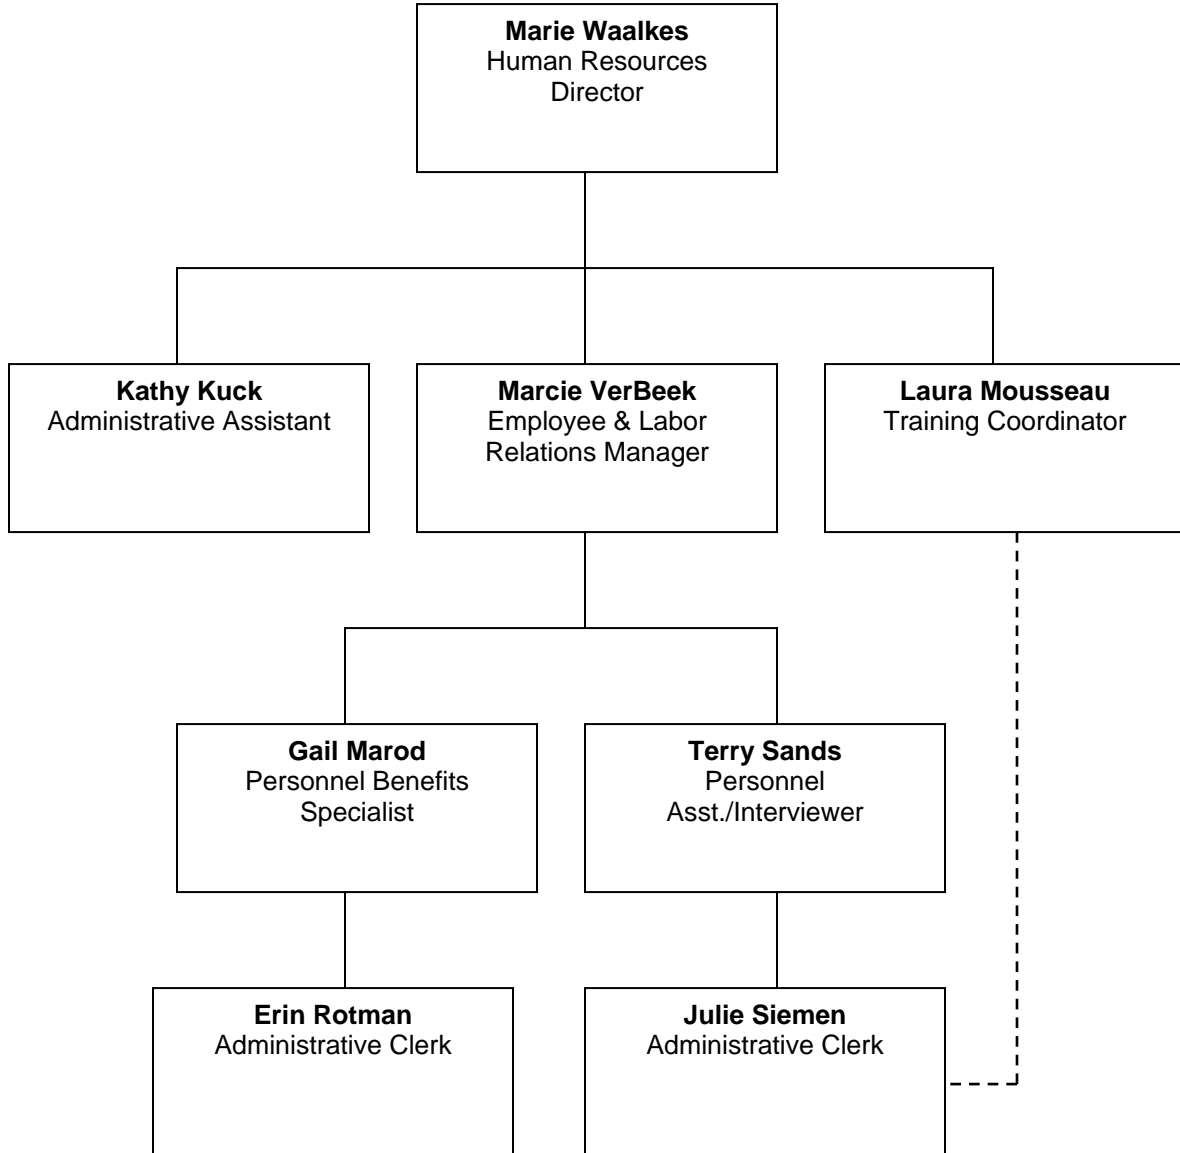 Marie Waalkes
Human Resources
Director
Kathy Kuck
Administrative Assistant
Marcie VerBeek
Employee & Labor
Relations Manager
Laura Mousseau
Training Coordinator
Gail Marod
Personnel Benefits
Specialist
Terry Sands
Personnel
Asst./Interviewer
Erin Rotman
Administrative Clerk
Julie Siemen
Administrative Clerk